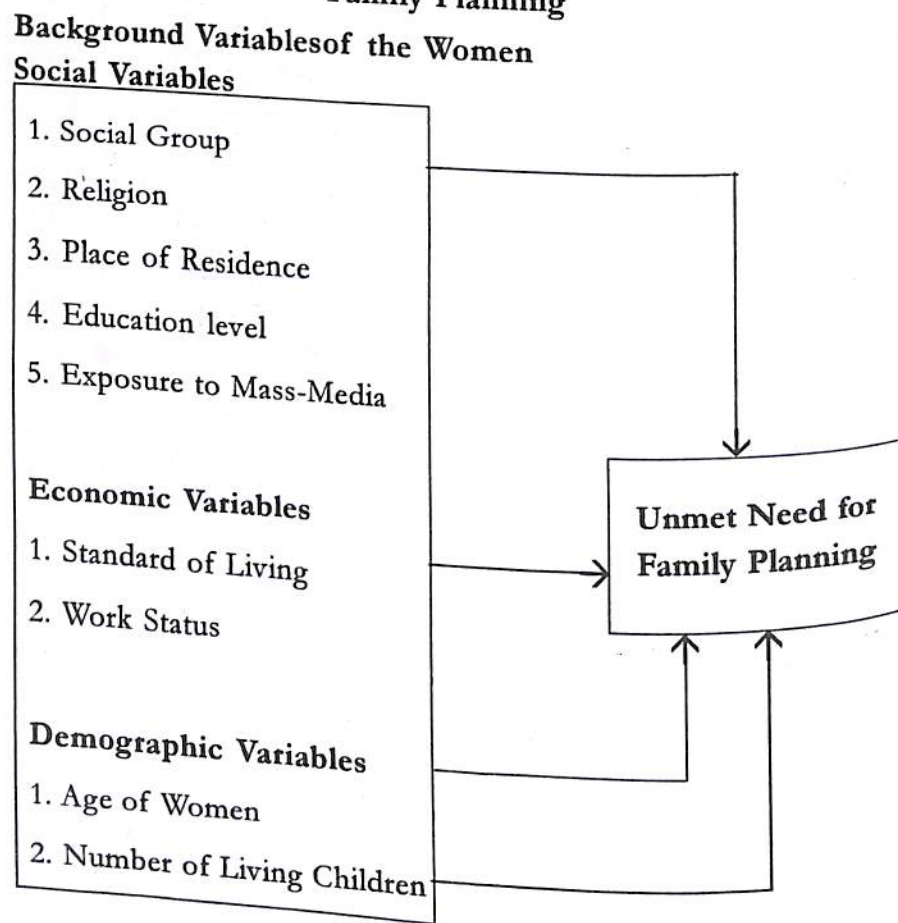 Family Planning
Background Variablesof the Women
Social Variables
1. Social Group
2. Religion
3. Place of Residence
4. Education level
5. Exposure to Mass-Media
Economic Variables
1. Standard of Living
2. Work Status
Demographic Variables
1. Age of Women
2. Number of Living Children
Unmet Need for
Family Planning